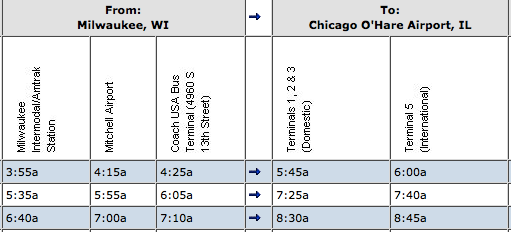 From:
Milwaukee, WI
To:
Chicago O'Hare Airport, IL
Milwaukee
Intermodal/Amtrak
Station
Mitchell Airport
Coach USA Bus
Terminal (4960 S
13th Street)
Terminals 1, 2 & 3
(Domestic)
Terminal 5
(International)
3:55a 4:15a 4:25a 5:45a 6:00a
5:35a 5:55a 6:05a 7:25a 7:40a
6:40a 7:00a 7:10a 8:30a 8:45a